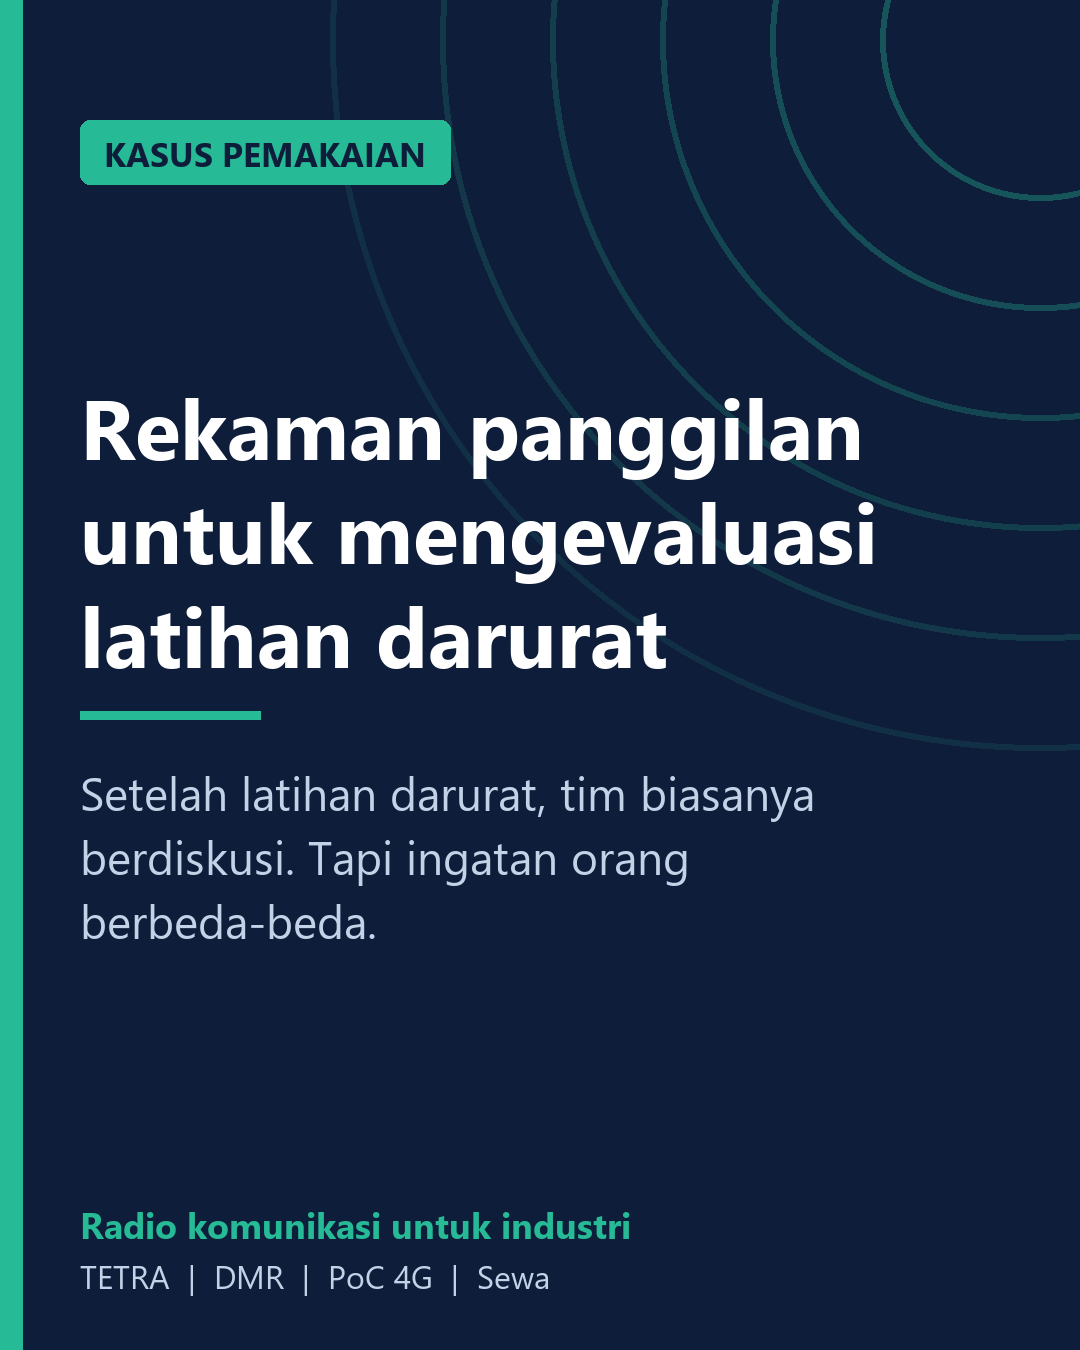 KASUS PEMAKAIAN
Rekaman panggilan
untuk mengevaluasi
latihan darurat
Setelah latihan darurat, tim biasanya
berdiskusi. Tapi ingatan orang
berbeda-beda.
Radio komunikasi untuk industri
TETRA | DMR | PoC 4G | Sewa